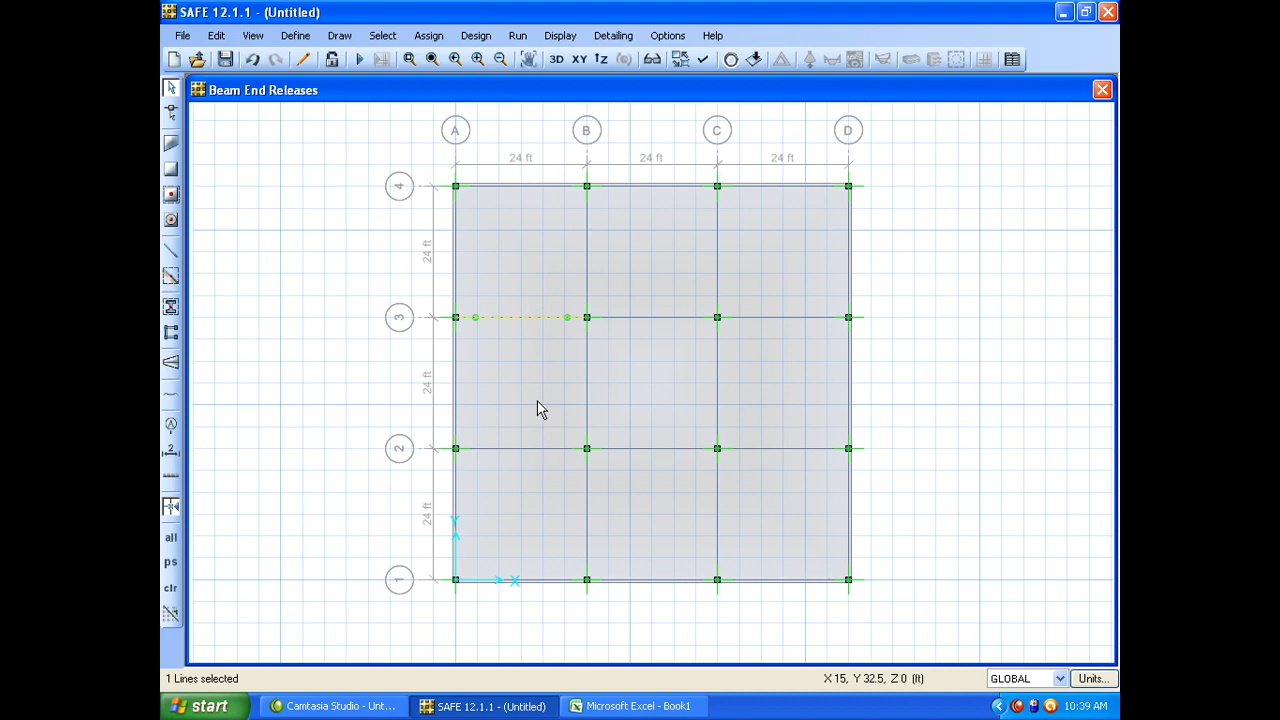 SAFE 12.1.1 - (Untitled)
File Edit View Define Draw Select Assign Design Run Display Detailing Options Help
3D XY
Beam End Releases
A B C D
24 ft 24 ft 24 ft
4
24 ft
3
24 ft
2
24 ft
1
Y
X
A
2
all
ps
clr
1 Lines selected
X 15, Y 32.5, Z 0 (ft)
GLOBAL
Units...
start
Camtasia Studio - Unt...
SAFE 12.1.1 - (Untitled)
Microsoft Excel - Book1
10:39 AM